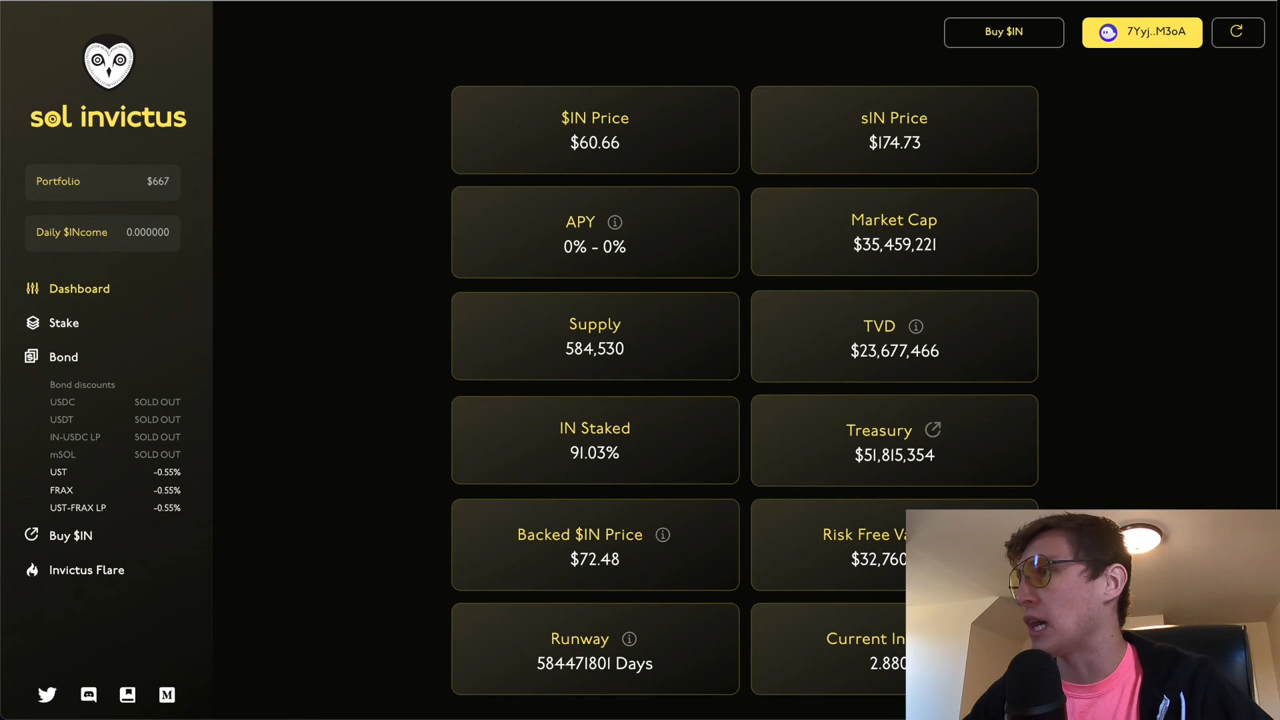 sol invictus
Portfolio $667
Daily $INcome 0.000000
Dashboard
Stake
Bond
Bond discounts
USDC SOLD OUT
USDT SOLD OUT
IN-USDC LP SOLD OUT
mSOL SOLD OUT
UST -0.55%
FRAX -0.55%
UST-FRAX LP -0.55%
Buy $IN
Invictus Flare
Buy $IN
7Yyj..M3oA
$IN Price
$60.66
sIN Price
$174.73
APY
0% - 0%
Market Cap
$35,459,221
Supply
584,530
TVD
$23,677,466
IN Staked
91.03%
Treasury
$51,815,354
Backed $IN Price
$72.48
Risk Free
$32,760
Runway
584471801 Days
Current
2.880